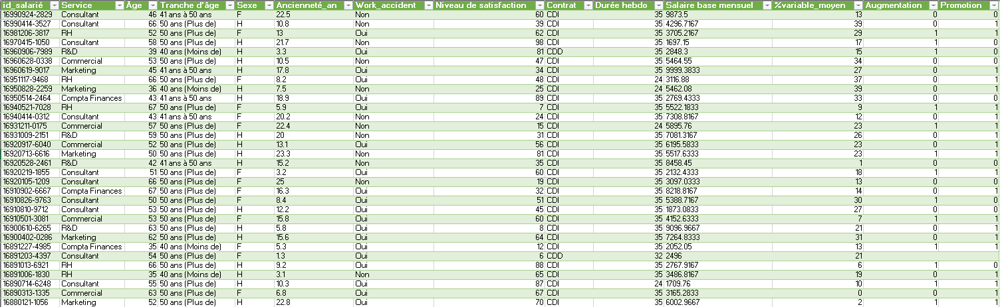 id_salarié Service Âge Tranche d'âge Sexe Ancienneté_an Work_accident Niveau de satisfaction Contrat Durée hebdo Salaire base mensuel %variable_moyen Augmentation Promotion
16990924-2829 Consultant 46 41 ans à 50 ans F 22.5 Non 60 CDI 35 9873.5 13 0 0
16990414-3527 Consultant 66 50 ans (Plus de) H 10.8 Non 39 CDI 35 4296.7167 39 0 1
16981206-3817 RH 52 50 ans (Plus de) F 13 Oui 62 CDI 35 3705.2167 29 1 1
16970415-1050 Consultant 58 50 ans (Plus de) H 21.7 Non 98 CDI 35 1697.15 17 1 0
16960906-7989 R&D 39 40 ans (Moins de) H 3.3 Oui 81 CDD 35 2848.3 15 1 0
16960628-0338 Commercial 53 50 ans (Plus de) H 10.5 Non 47 CDI 35 5464.55 34 0 0
16960619-9017 Marketing 45 41 ans à 50 ans H 17.8 Oui 34 CDI 35 9999.3833 27 0 1
16951117-9468 RH 66 50 ans (Plus de) F 8.2 Oui 48 CDI 24 3116.88 37 0 1
16950828-2259 Marketing 36 40 ans (Moins de) H 7.5 Non 25 CDI 24 5462.08 39 0 1
16950514-2464 Compta Finances 43 41 ans à 50 ans H 18.9 Oui 89 CDI 35 2769.4333 33 0 0
16940521-7028 RH 67 50 ans (Plus de) F 5.9 Oui 7 CDI 35 5522.1833 9 1 1
16940414-0312 Consultant 43 41 ans à 50 ans F 20.2 Non 24 CDI 35 7308.8167 12 0 1
16931211-0175 Commercial 57 50 ans (Plus de) F 22.4 Non 15 CDI 24 5895.76 23 1 1
16931009-2151 R&D 59 50 ans (Plus de) H 20 Non 31 CDI 35 7081.3167 26 0 1
16920917-6040 Commercial 52 50 ans (Plus de) H 13.1 Oui 56 CDI 35 6195.5833 23 0 1
16920713-6616 Marketing 50 50 ans (Plus de) H 23.3 Non 81 CDI 35 5517.6333 23 1 1
16920528-2461 R&D 42 41 ans à 50 ans H 15.2 Non 35 CDI 35 8458.45 1 0 0
16920219-1855 Consultant 51 50 ans (Plus de) F 3.2 Oui 60 CDI 35 2132.4333 18 1 1
16920105-1209 Consultant 66 50 ans (Plus de) F 25 Non 19 CDI 35 3097.0333 13 0 0
16910902-6667 Compta Finances 67 50 ans (Plus de) F 16.3 Oui 32 CDI 35 8218.8167 14 0 1
16910826-9763 Consultant 50 50 ans (Plus de) F 8.4 Oui 51 CDI 35 5388.7167 30 1 0
16910810-9712 Consultant 53 50 ans (Plus de) H 12.2 Oui 45 CDI 35 1873.0833 27 0 0
16910501-3081 Commercial 53 50 ans (Plus de) F 15.8 Oui 60 CDI 35 4152.6333 7 1 1
16900610-6265 R&D 63 50 ans (Plus de) H 5.8 Oui 8 CDI 35 9096.9667 21 0 1
16900402-0286 Marketing 62 50 ans (Plus de) H 15.6 Oui 64 CDI 35 7264.8333 31 0 1
16891227-4985 Compta Finances 35 40 ans (Moins de) F 5.3 Oui 12 CDI 35 2052.05 13 1 1
16891203-4397 Consultant 54 50 ans (Plus de) F 1.3 Oui 6 CDD 32 2496 21
16891013-6921 RH 66 50 ans (Plus de) H 9.2 Oui 88 CDI 35 2767.9167 6 1 0
16891006-1830 RH 35 40 ans (Moins de) H 3.1 Non 65 CDI 35 3486.8167 19 0 1
16890714-6248 Consultant 55 50 ans (Plus de) H 10.3 Oui 87 CDI 24 1709.76 10 1 1
16890313-1335 Commercial 63 50 ans (Plus de) F 6.8 Oui 67 CDI 35 3165.2833 0 0 1
16880121-1056 Marketing 52 50 ans (Plus de) H 22.8 Oui 70 CDI 35 6002.9667 2 1 1